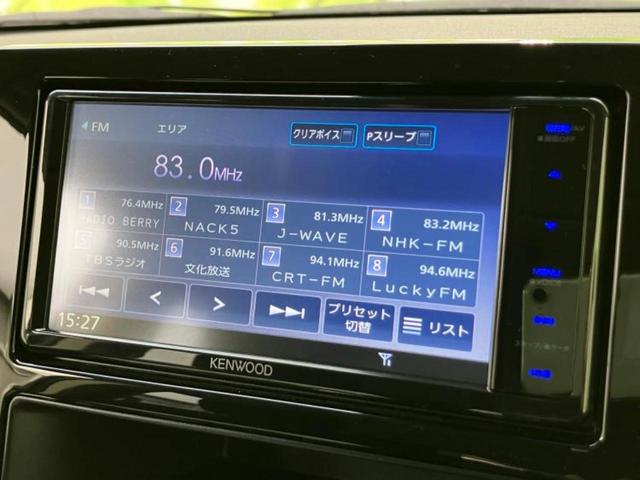 FM エリア クリアボイス Pスリープ
83.0MHz
1 76.4MHz RADIO BERRY
2 79.5MHz NACK5
3 81.3MHz J-WAVE
4 83.2MHz NHK-FM
5 90.5MHz TBSラジオ
6 91.6MHz 文化放送
7 94.1MHz CRT-FM
8 94.6MHz LuckyFM
プリセット
切替
リスト
15:27
KENWOOD
MENU